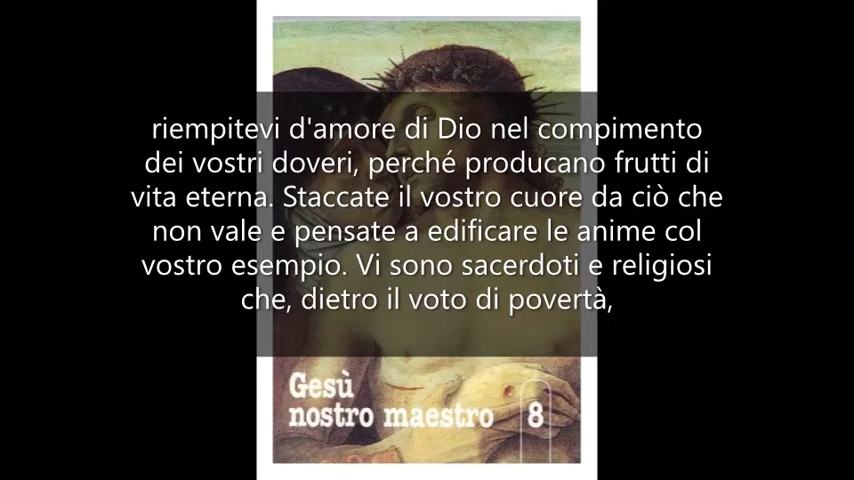 riempitevi d'amore di Dio nel compimento
dei vostri doveri, perché producano frutti di
vita eterna. Staccate il vostro cuore da ciò che
non vale e pensate a edificare le anime col
vostro esempio. Vi sono sacerdoti e religiosi
che, dietro il voto di povertà,
Gesù
nostro maestro 8